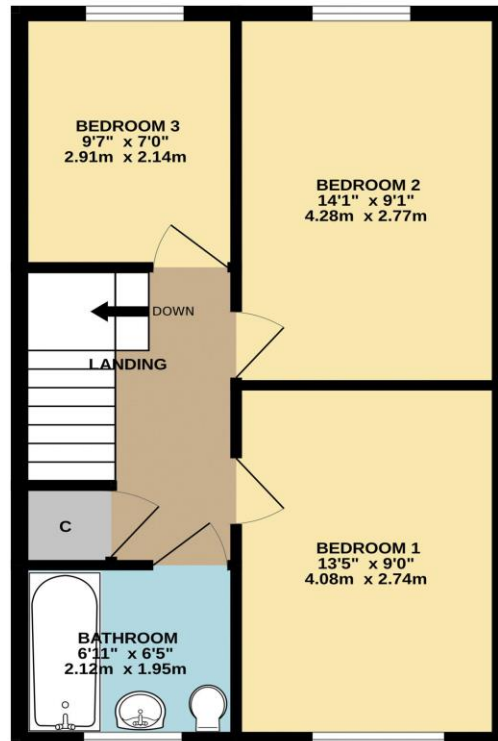 BEDROOM 3
9'7" x 7'0"
2.91m x 2.14m
BEDROOM 2
14'1" x 9'1"
4.28m x 2.77m
DOWN
LANDING
C
BEDROOM 1
13'5" x 9'0"
4.08m x 2.74m
BATHROOM
6'11" x 6'5"
2.12m x 1.95m